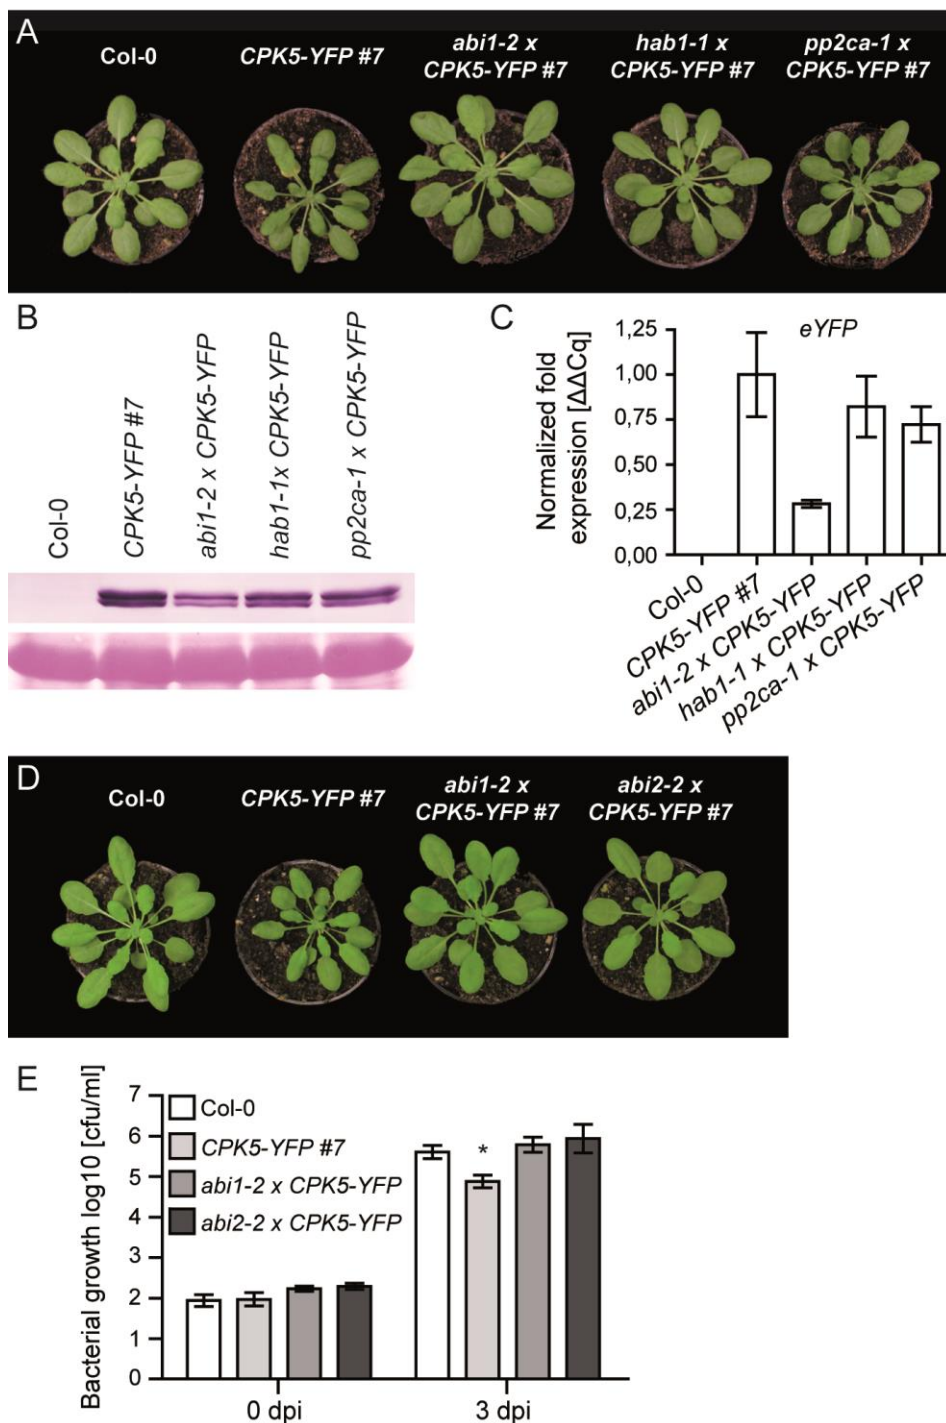 A
Col-0
CPK5-YFP #7
abi1-2 x
CPK5-YFP #7
hab1-1 x
CPK5-YFP #7
pp2ca-1 x
CPK5-YFP #7
B
Col-0
CPK5-YFP #7
abi1-2 x CPK5-YFP
hab1-1x CPK5-YFP
pp2ca-1 x CPK5-YFP
C
Normalized fold
expression [ΔΔCq]
eYFP
1,25
1,00
0,75
0,50
0,25
0,00
Col-0
CPK5-YFP #7
abi1-2 x CPK5-YFP
hab1-1 x CPK5-YFP
pp2ca-1 x CPK5-YFP
D
Col-0
CPK5-YFP #7
abi1-2 x
CPK5-YFP #7
abi2-2 x
CPK5-YFP #7
E
Bacterial growth log10 [cfu/ml]
7
6
5
4
3
2
1
0
Col-0
CPK5-YFP #7
abi1-2 x CPK5-YFP
abi2-2 x CPK5-YFP
*
0 dpi
3 dpi